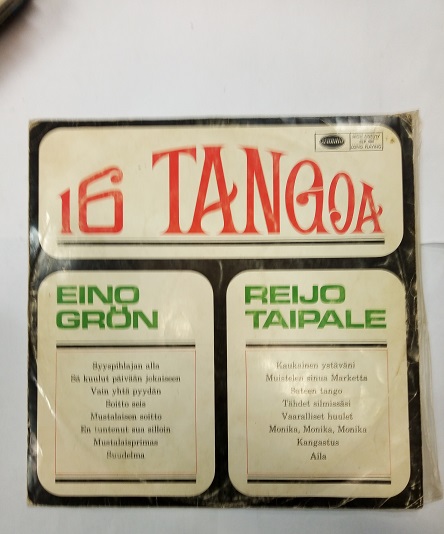 16 TANGOA
EINO
GRÖN
Syyspihlajan alla
Sä kuulut päivään jokaiseen
Vain yhtä pyydän
Soitto sois
Mustalaisen soitto
En tuntenut sua silloin
Mustalaisprimas
Suudelma
REIJO
TAIPALE
Kaukainen ystäväni
Muistelen sinua Marketta
Sateen tango
Tähdet silmissäsi
Vaaralliset huulet
Monika, Monika, Monika
Kangastus
Aila